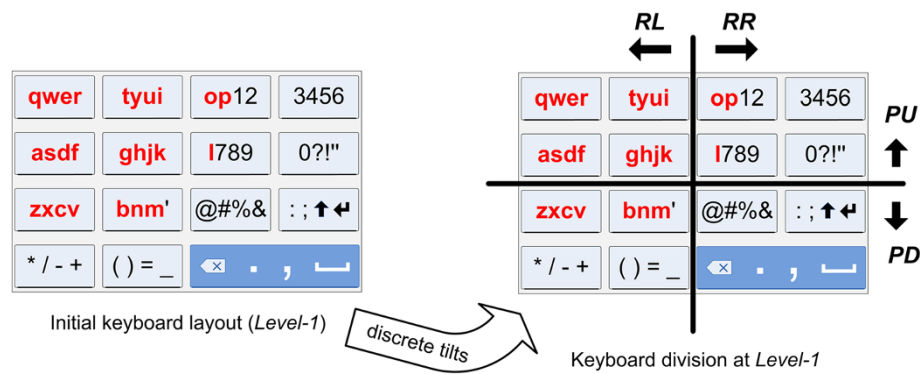 RL RR
qwer tyui op12 3456
asdf ghjk l789 0?!"
zxcv bnm' @#%& : ; ⬆ ↵
* / - + ( ) = _ ⌫ . , ⎵
Initial keyboard layout (Level-1)
discrete tilts
qwer tyui op12 3456
PU
asdf ghjk l789 0?!"
zxcv bnm' @#%& : ; ⬆ ↵
PD
* / - + ( ) = _ ⌫ . , ⎵
Keyboard division at Level-1